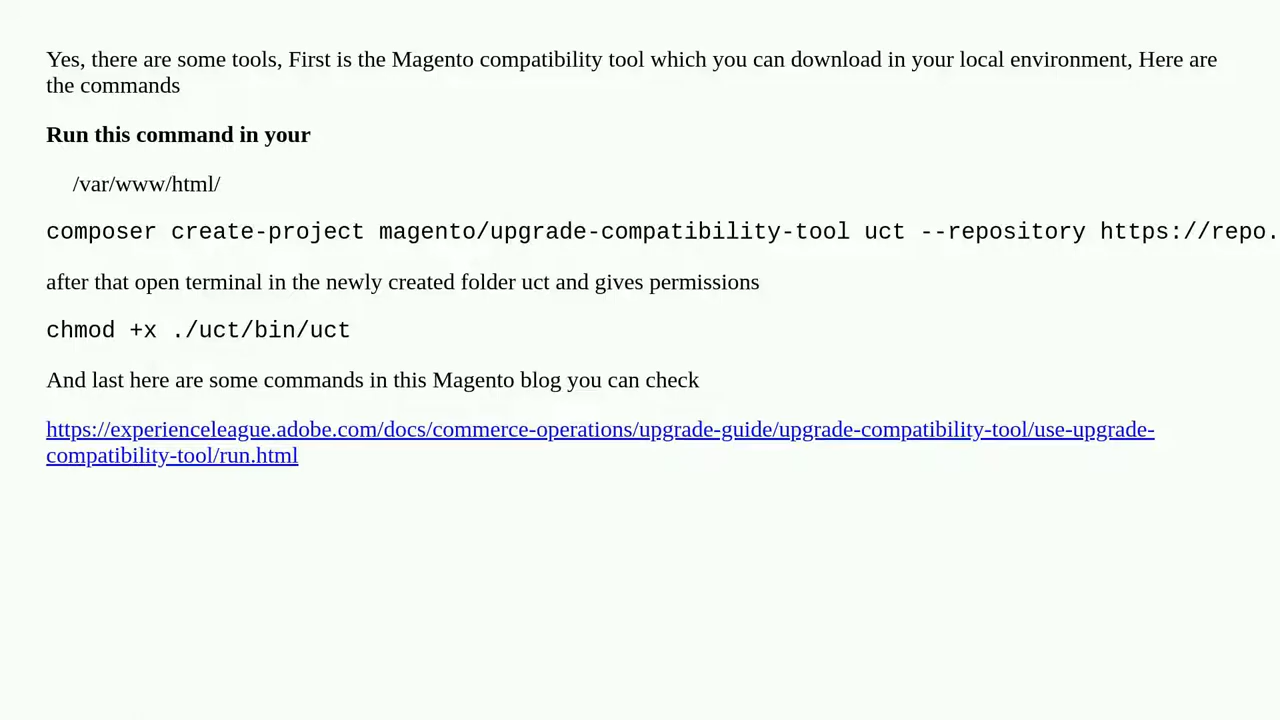 Yes, there are some tools, First is the Magento compatibility tool which you can download in your local environment, Here are
the commands
Run this command in your
/var/www/html/
composer create-project magento/upgrade-compatibility-tool uct --repository https://repo.
after that open terminal in the newly created folder uct and gives permissions
chmod +x ./uct/bin/uct
And last here are some commands in this Magento blog you can check
https://experienceleague.adobe.com/docs/commerce-operations/upgrade-guide/upgrade-compatibility-tool/use-upgrade-
compatibility-tool/run.html